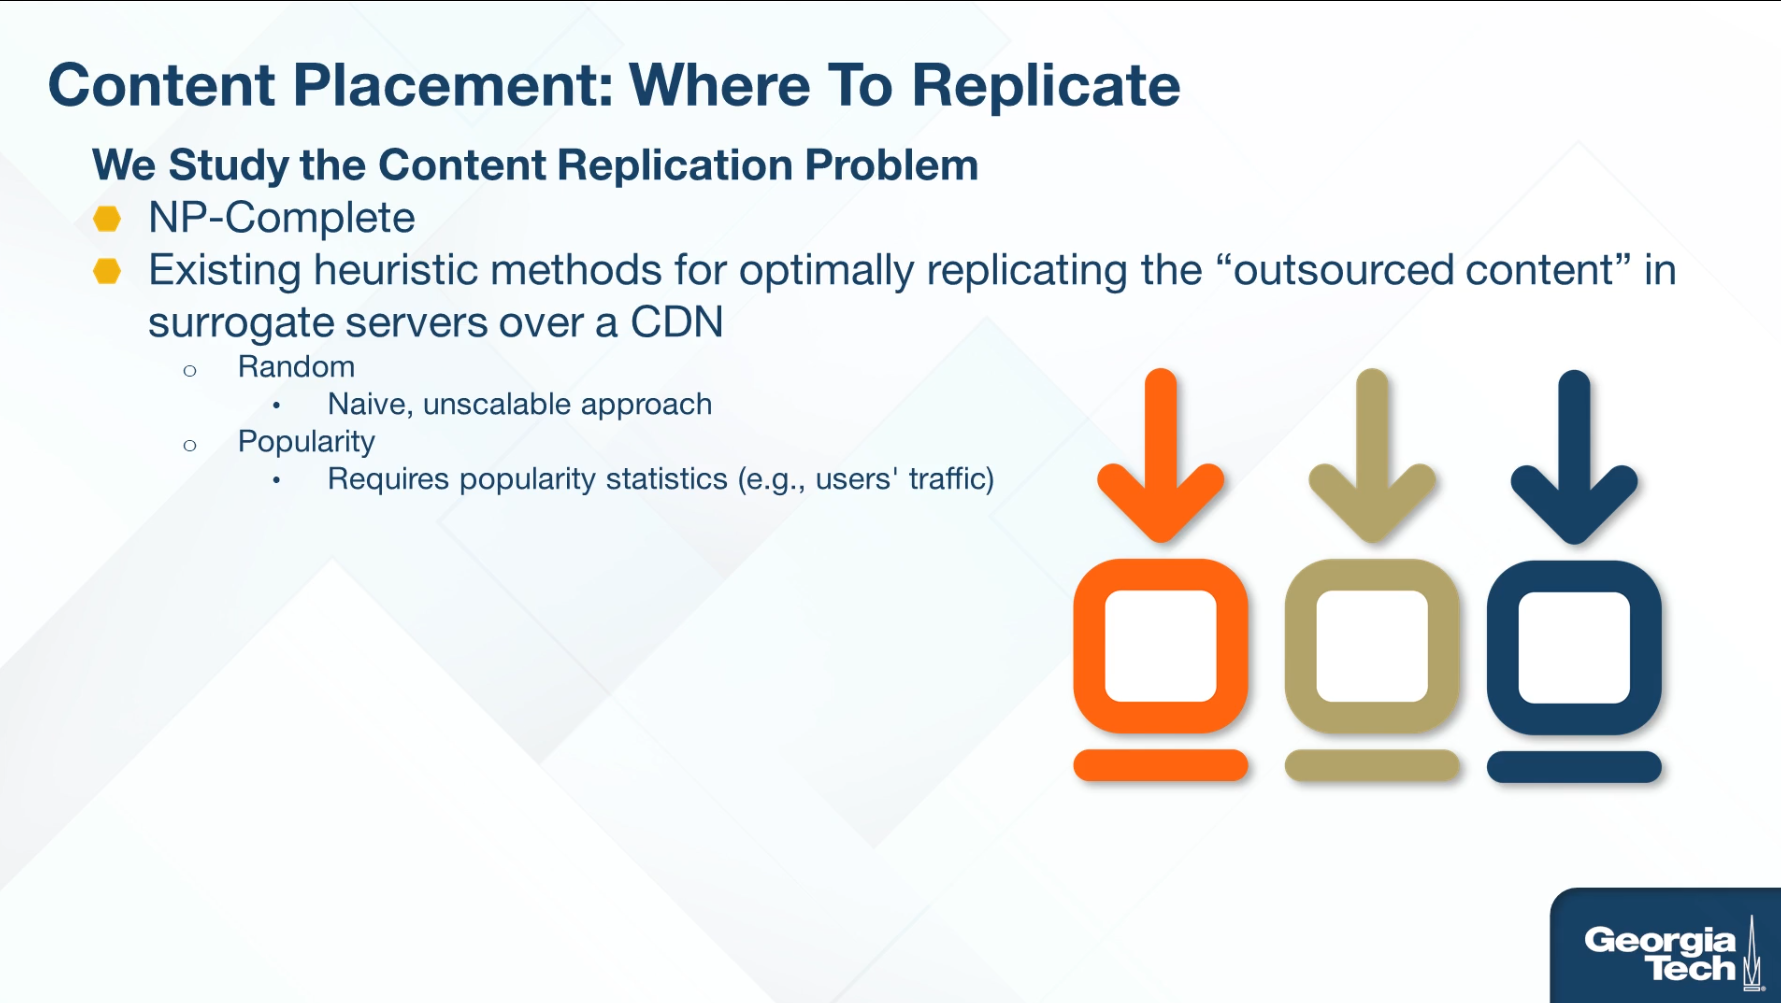 Content Placement: Where To Replicate
We Study the Content Replication Problem
NP-Complete
Existing heuristic methods for optimally replicating the “outsourced content” in
surrogate servers over a CDN
Random
Naive, unscalable approach
Popularity
Requires popularity statistics (e.g., users' traffic)
Georgia
Tech